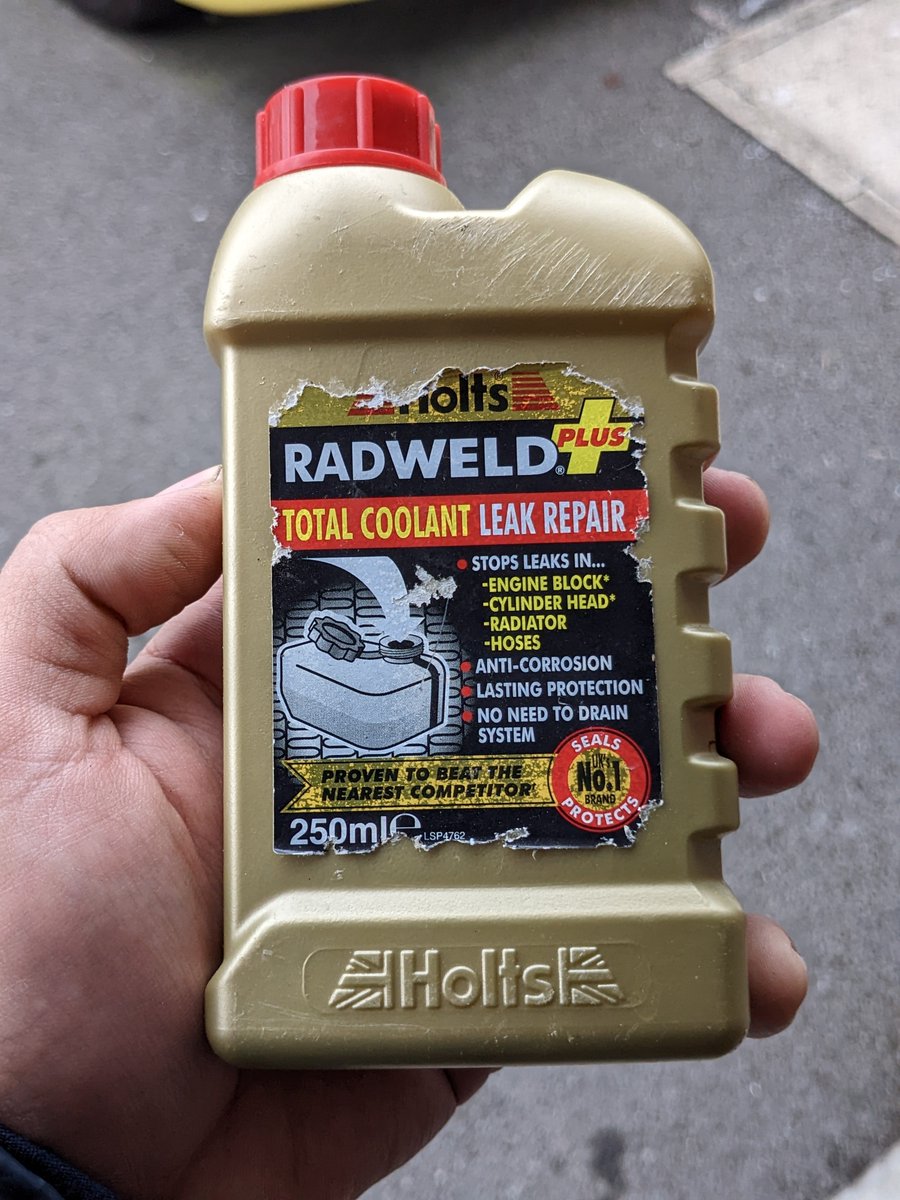 Holts®
RADWELD® PLUS
TOTAL COOLANT LEAK REPAIR
• STOPS LEAKS IN...
-ENGINE BLOCK*
-CYLINDER HEAD*
-RADIATOR
-HOSES
• ANTI-CORROSION
• LASTING PROTECTION
• NO NEED TO DRAIN
SYSTEM
PROVEN TO BEAT THE
NEAREST COMPETITOR†
SEALS
UK's
No.1
BRAND
PROTECTS
250ml℮ LSP4762
Holts